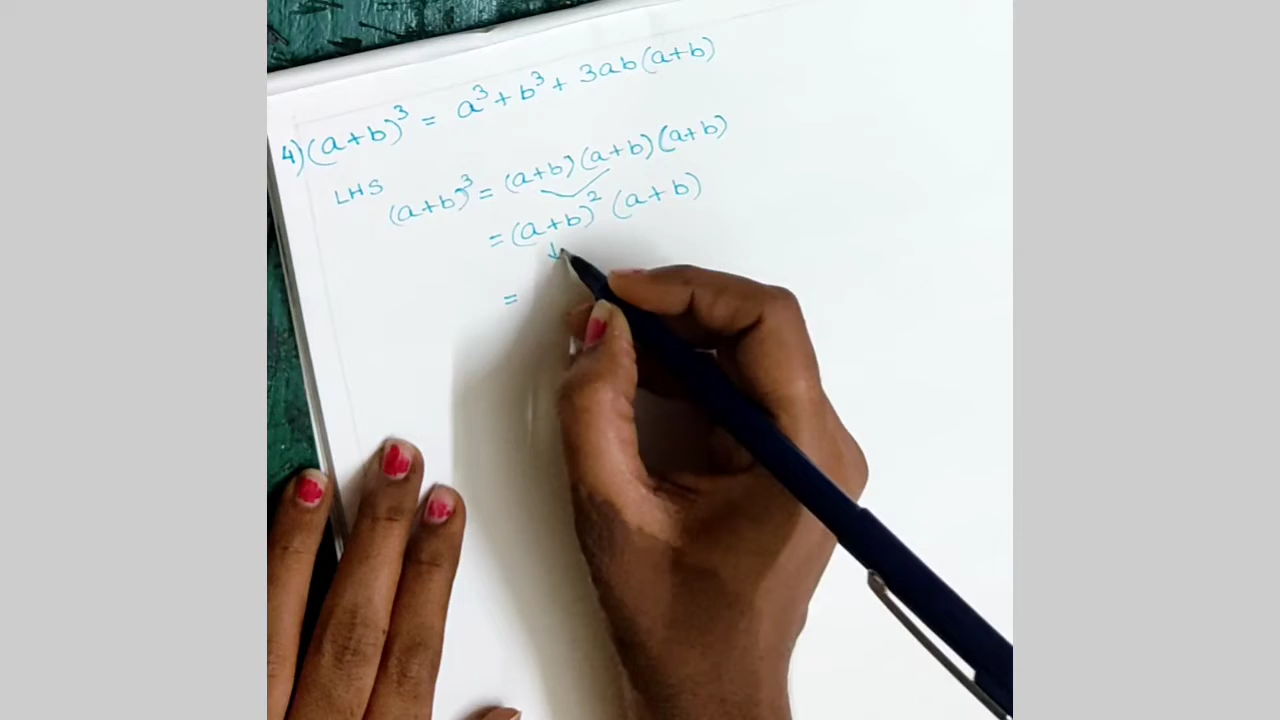 4) (a+b)³ = a³ + b³ + 3ab(a+b)
LHS (a+b)³ = (a+b)(a+b)(a+b)
= (a+b)² (a+b)
↓
=